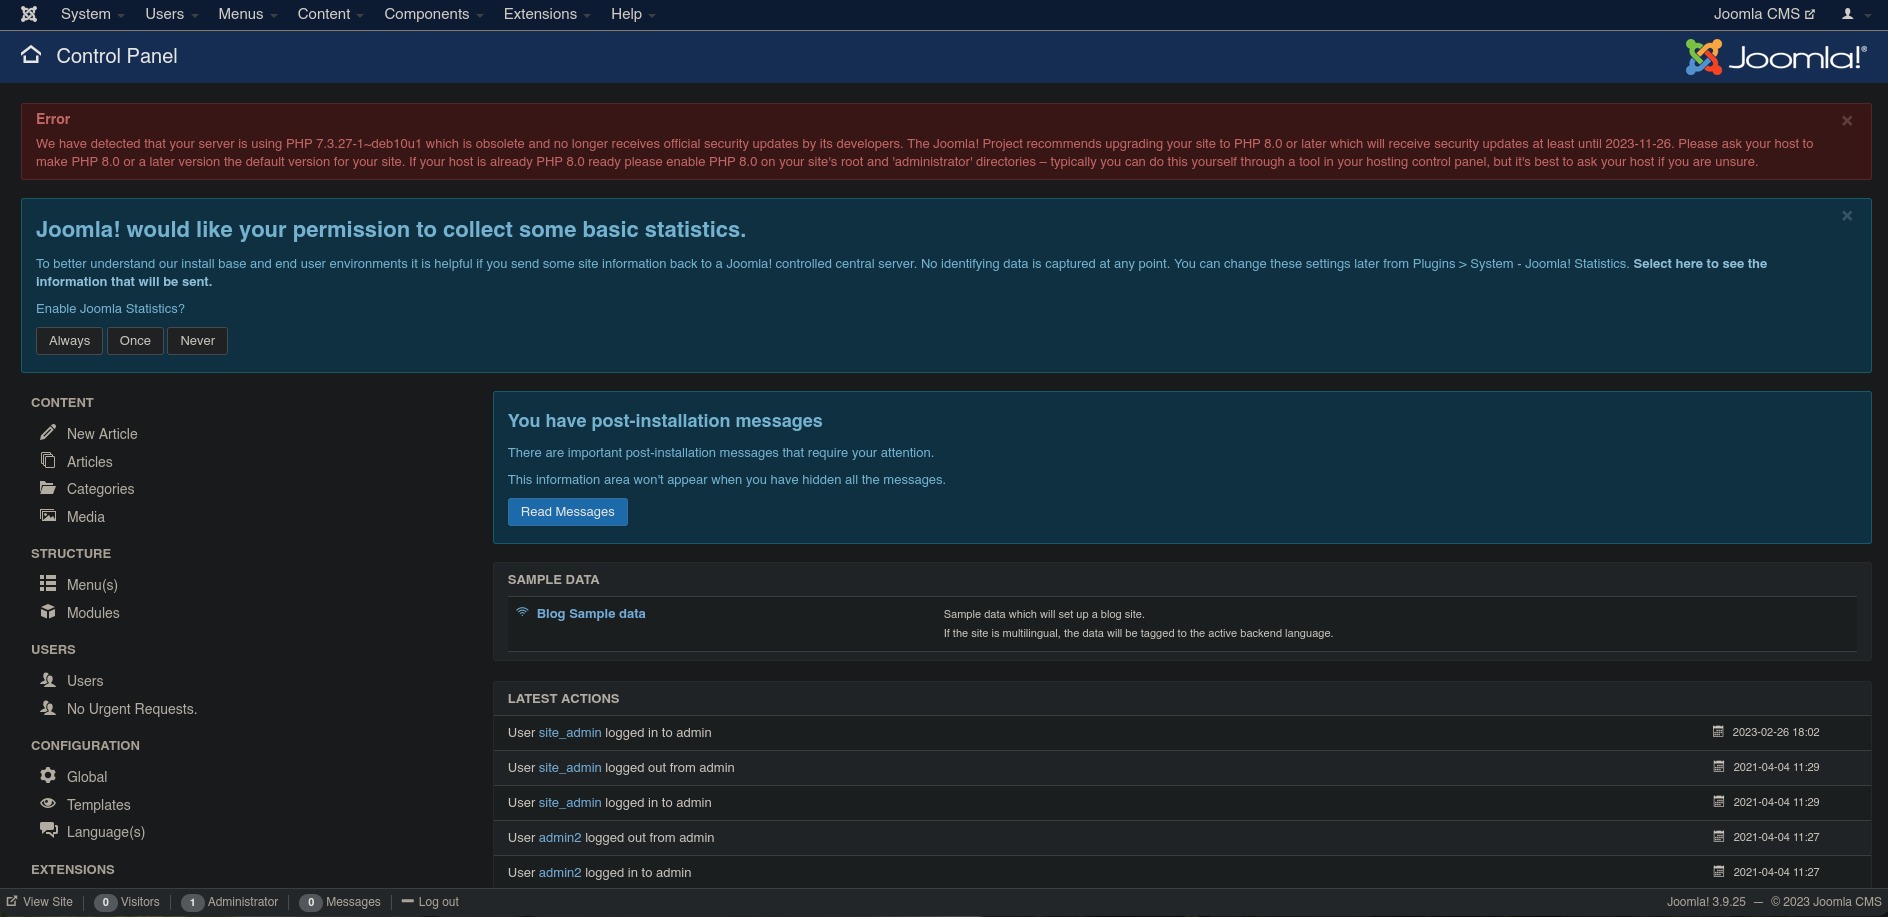 System Users Menus Content Components Extensions Help Joomla CMS
Control Panel Joomla!®
Error
We have detected that your server is using PHP 7.3.27-1~deb10u1 which is obsolete and no longer receives official security updates by its developers. The Joomla! Project recommends upgrading your site to PHP 8.0 or later which will receive security updates at least until 2023-11-26. Please ask your host to
make PHP 8.0 or a later version the default version for your site. If your host is already PHP 8.0 ready please enable PHP 8.0 on your site's root and 'administrator' directories – typically you can do this yourself through a tool in your hosting control panel, but it's best to ask your host if you are unsure.
Joomla! would like your permission to collect some basic statistics.
To better understand our install base and end user environments it is helpful if you send some site information back to a Joomla! controlled central server. No identifying data is captured at any point. You can change these settings later from Plugins > System - Joomla! Statistics. Select here to see the
information that will be sent.
Enable Joomla Statistics?
Always Once Never
CONTENT
New Article
Articles
Categories
Media
STRUCTURE
Menu(s)
Modules
USERS
Users
No Urgent Requests.
CONFIGURATION
Global
Templates
Language(s)
EXTENSIONS
You have post-installation messages
There are important post-installation messages that require your attention.
This information area won't appear when you have hidden all the messages.
Read Messages
SAMPLE DATA
Blog Sample data Sample data which will set up a blog site.
If the site is multilingual, the data will be tagged to the active backend language.
LATEST ACTIONS
User site_admin logged in to admin 2023-02-26 18:02
User site_admin logged out from admin 2021-04-04 11:29
User site_admin logged in to admin 2021-04-04 11:29
User admin2 logged out from admin 2021-04-04 11:27
User admin2 logged in to admin 2021-04-04 11:27
View Site 0 Visitors 1 Administrator 0 Messages Log out Joomla! 3.9.25 — © 2023 Joomla CMS